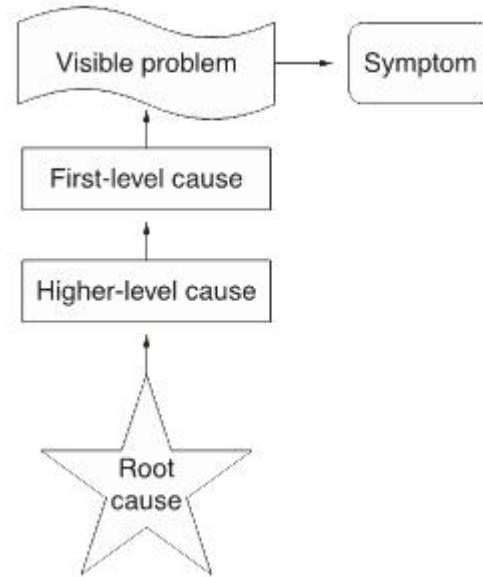 Visible problem
Symptom
First-level cause
Higher-level cause
Root
cause